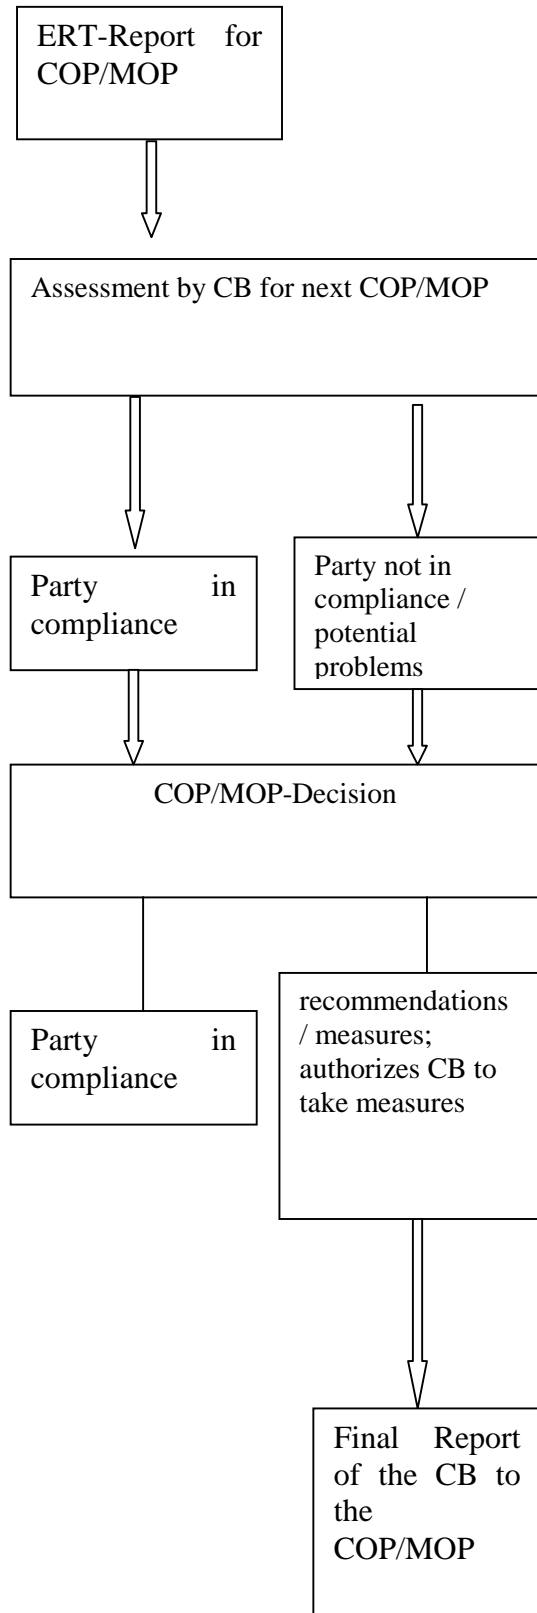 ERT-Report for
COP/MOP
Assessment by CB for next COP/MOP
Party in
compliance
Party not in
compliance /
potential
problems
COP/MOP-Decision
Party in
compliance
recommendations
/ measures;
authorizes CB to
take measures
Final Report
of the CB to
the
COP/MOP